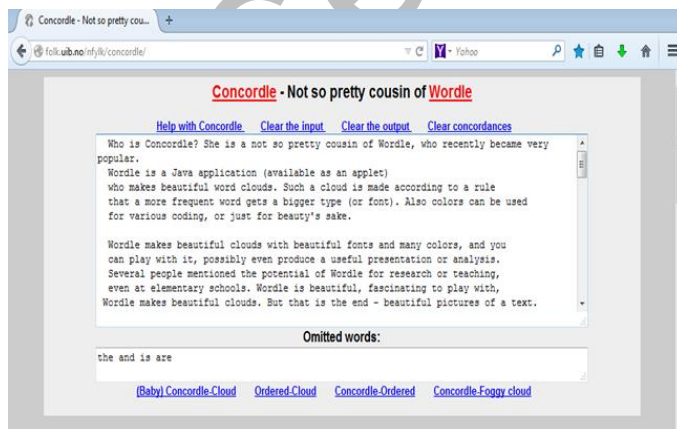 Concordle - Not so pretty cou...
folk.uib.no/nfylk/concordle/
Yahoo
Concordle - Not so pretty cousin of Wordle
Help with Concordle Clear the input Clear the output Clear concordances
Who is Concordle? She is a not so pretty cousin of Wordle, who recently became very
popular.
Wordle is a Java application (available as an applet)
who makes beautiful word clouds. Such a cloud is made according to a rule
that a more frequent word gets a bigger type (or font). Also colors can be used
for various coding, or just for beauty's sake.
Wordle makes beautiful clouds with beautiful fonts and many colors, and you
can play with it, possibly even produce a useful presentation or analysis.
Several people mentioned the potential of Wordle for research or teaching,
even at elementary schools. Wordle is beautiful, fascinating to play with,
Wordle makes beautiful clouds. But that is the end - beautiful pictures of a text.
Omitted words:
the and is are
(Baby) Concordle-Cloud Ordered-Cloud Concordle-Ordered Concordle-Foggy cloud